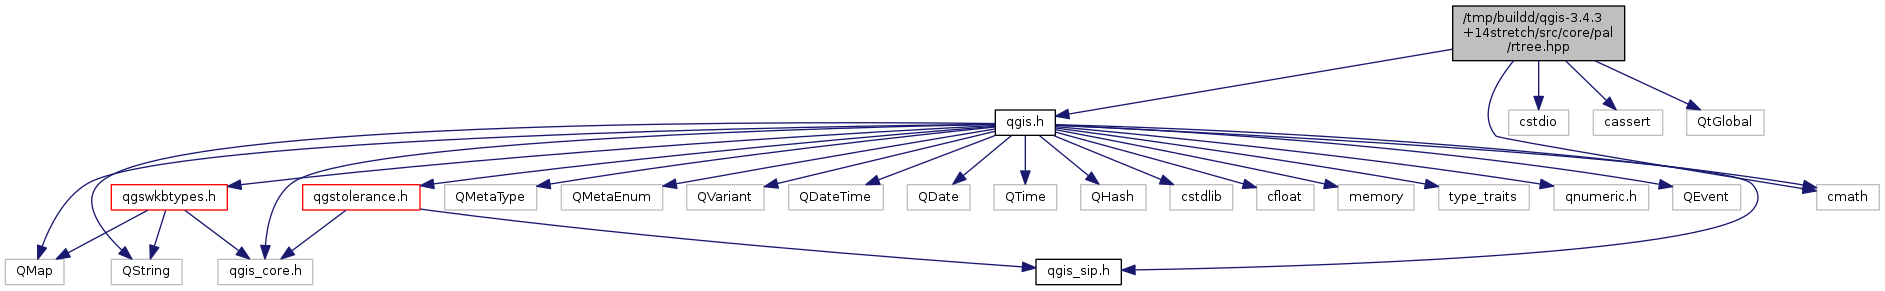 /tmp/buildd/qgis-3.4.3
+14stretch/src/core/pal
/rtree.hpp
qgis.h
cstdio
cassert
QtGlobal
qgswkbtypes.h
qgstolerance.h
QMetaType
QMetaEnum
QVariant
QDateTime
QDate
QTime
QHash
cstdlib
cfloat
memory
type_traits
qnumeric.h
QEvent
cmath
QMap
QString
qgis_core.h
qgis_sip.h